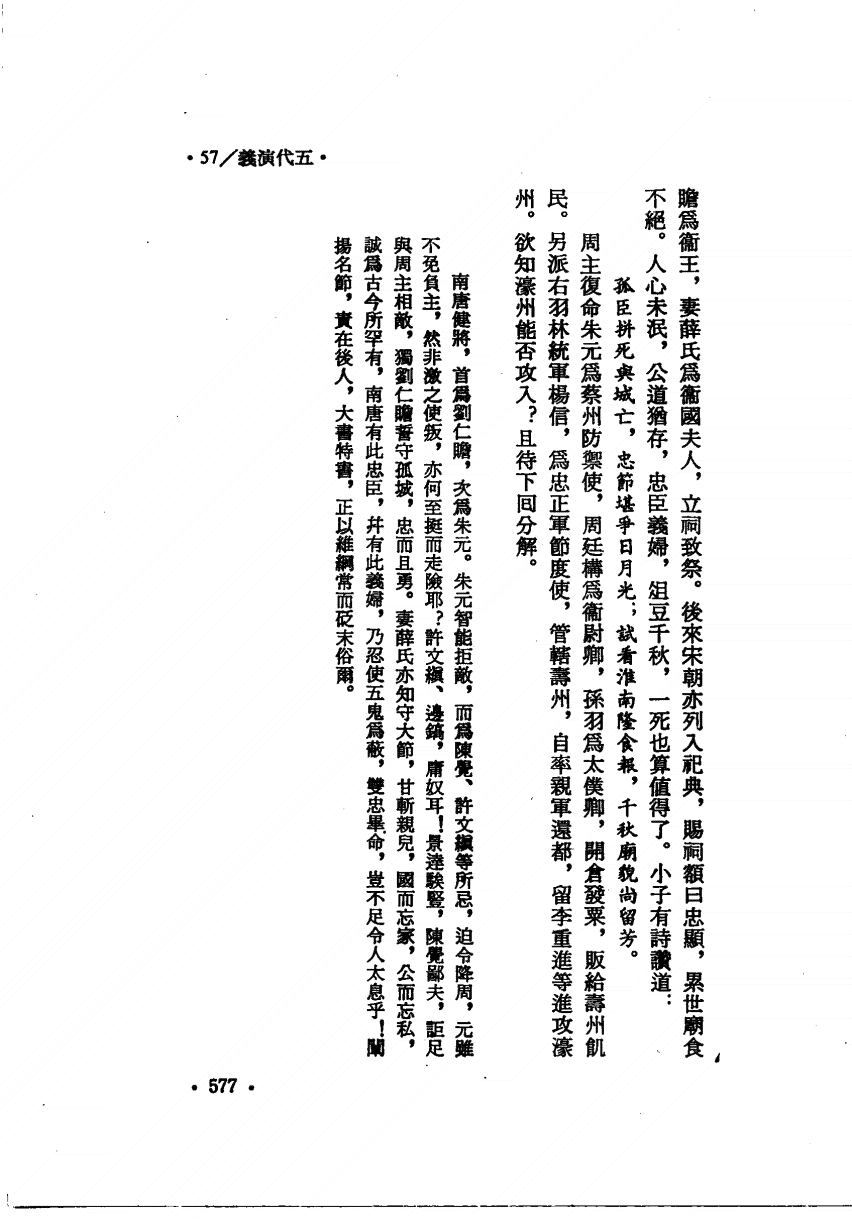 •57／義演代五•
贍爲衞王，妻薛氏爲衞國夫人，立祠致祭。後來宋朝亦列入祀典，賜祠額曰忠顯，累世廟食
不絕。人心未泯，公道猶存，忠臣義婦，俎豆千秋，一死也算值得了。小子有詩讚道：
孤臣拚死與城亡，忠節堪爭日月光；試看淮南隆食報，千秋廟貌尚留芳。
周主復命朱元爲蔡州防禦使，周廷構爲衞尉卿，孫羽爲太僕卿，開倉發粟，販給壽州飢
民。另派右羽林統軍楊信，爲忠正軍節度使，管轄壽州，自率親軍還都，留李重進等進攻濠
州。欲知濠州能否攻入？且待下回分解。
南唐健將，首爲劉仁贍，次爲朱元。朱元智能拒敵，而爲陳覺、許文縝等所忌，迫令降周，元雖
不免負主，然非激之使叛，亦何至挺而走險耶？許文縝、邊鎬，庸奴耳！景達騃豎，陳覺鄙夫，詎足
與周主相敵，獨劉仁贍誓守孤城，忠而且勇。妻薛氏亦知守大節，甘斬親兒，國而忘家，公而忘私，
誠爲古今所罕有，南唐有此忠臣，幷有此義婦，乃忍使五鬼爲蔽，雙忠畢命，豈不足令人太息乎！闡
揚名節，責在後人，大書特書，正以維綱常而砭末俗爾。
•577•